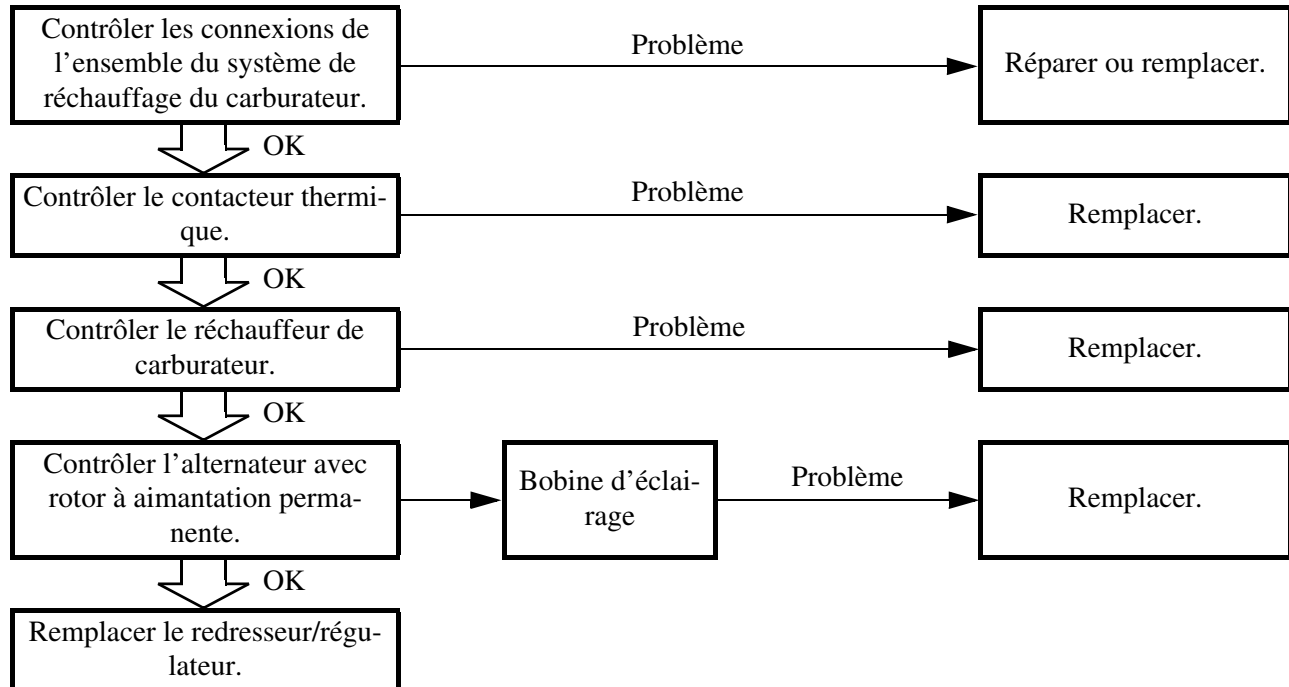 Contrôler les connexions de
l’ensemble du système de
réchauffage du carburateur.
Problème
Réparer ou remplacer.
OK
Contrôler le contacteur thermi-
que.
Problème
Remplacer.
OK
Contrôler le réchauffeur de
carburateur.
Problème
Remplacer.
OK
Contrôler l’alternateur avec
rotor à aimantation perma-
nente.
Bobine d’éclai-
rage
Problème
Remplacer.
OK
Remplacer le redresseur/régu-
lateur.